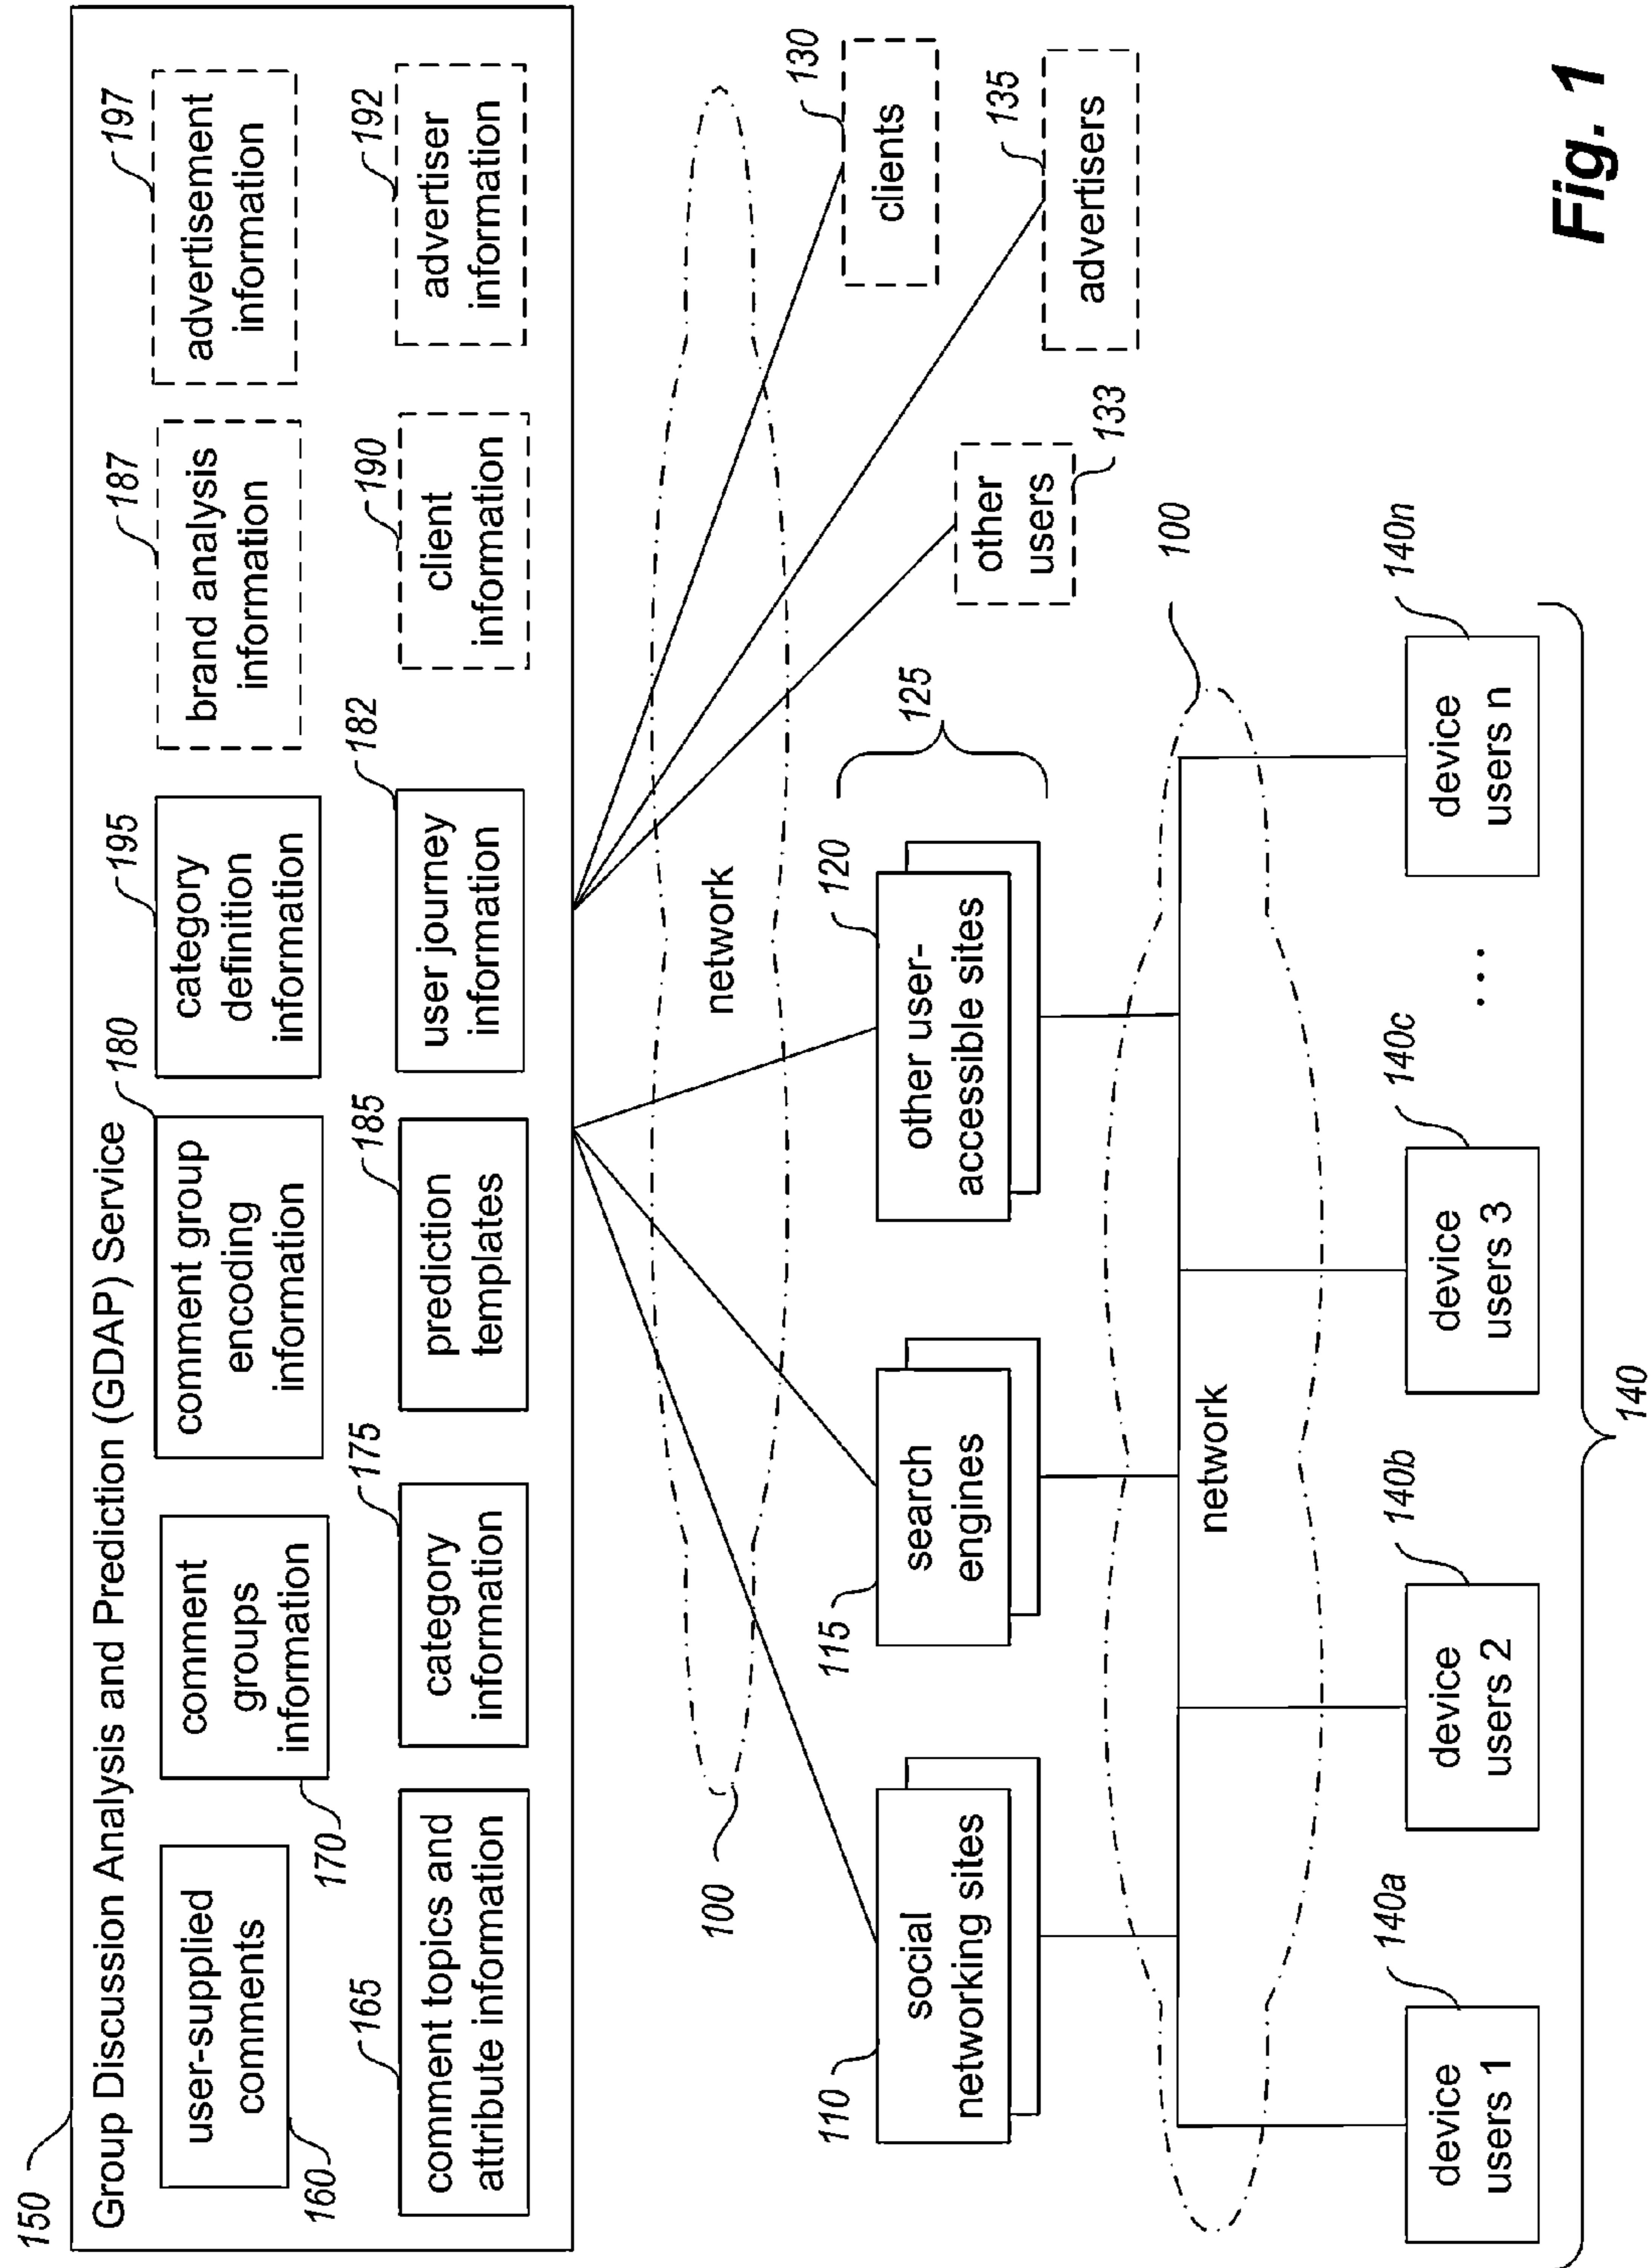 150
Group Discussion Analysis and Prediction (GDAP) Service
user-supplied
comments
160
comment
groups
information
170
comment group
encoding
information
180
category
definition
information
195
brand analysis
information
187
advertisement
information
197
comment topics and
attribute information
165
category
information
175
prediction
templates
185
user journey
information
182
client
information
190
advertiser
information
192
network
100
social
networking sites
110
search
engines
115
other user-
accessible sites
120
125
other
users
133
clients
130
advertisers
135
network
100
device
users 1
140a
device
users 2
140b
device
users 3
140c
...
device
users n
140n
140
Fig. 1